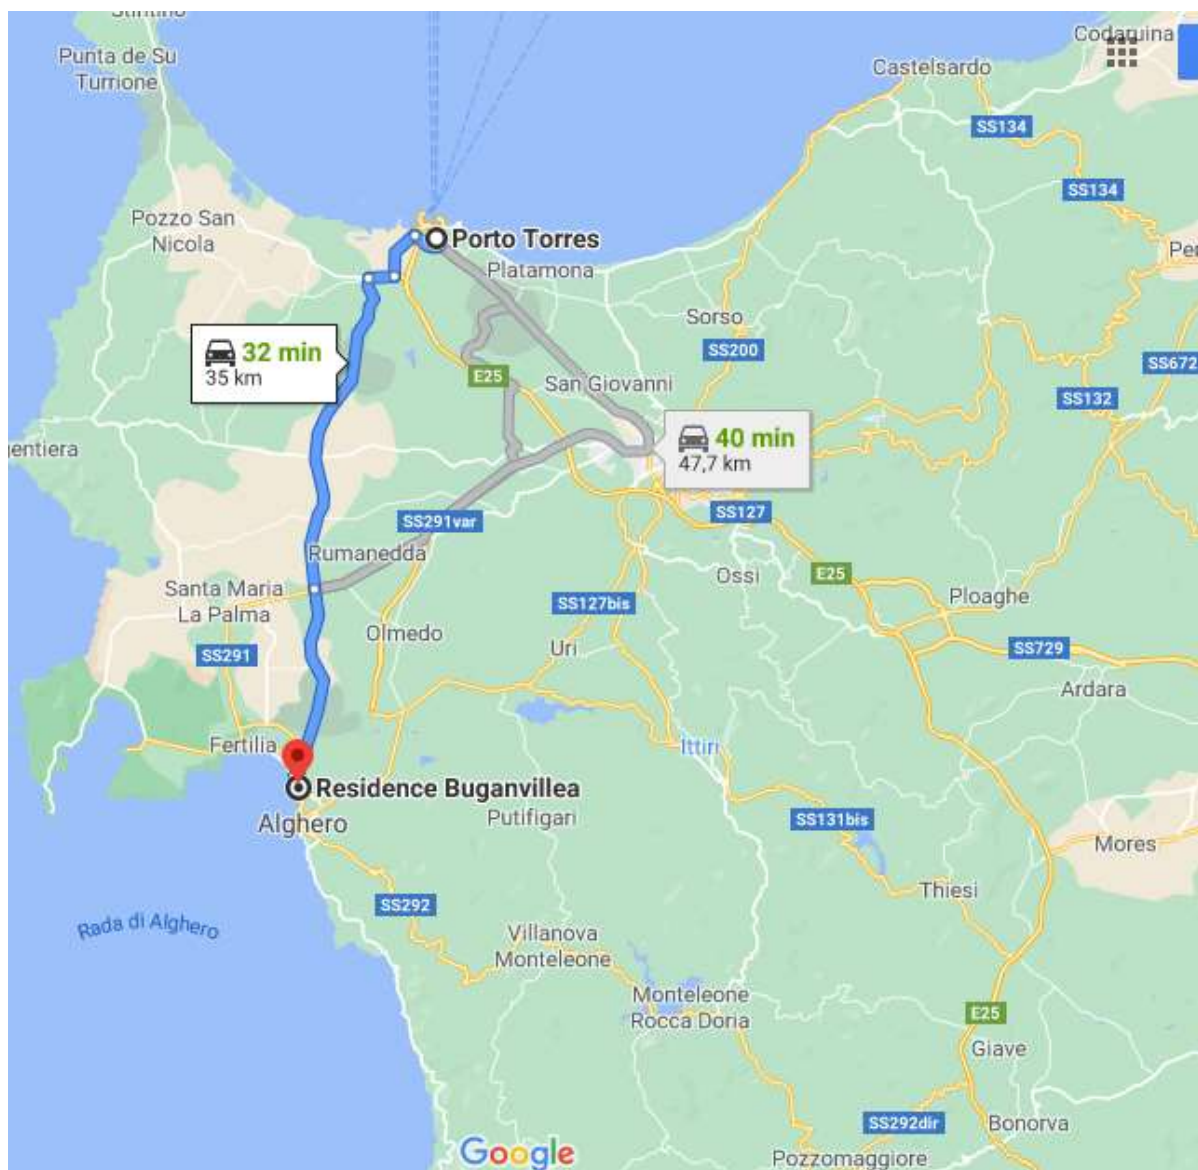 Stintino
Codaruina
Punta de Su
Turrione
Castelsardo
SS134
SS134
Pozzo San
Nicola
Porto Torres
Platamona
Sorso
SS200
32 min
35 km
E25
San Giovanni
SS672
SS132
40 min
47,7 km
SS291var
SS127
Rumanedda
Ossi
E25
Santa Maria
La Palma
SS127bis
Ploaghe
Olmedo
Uri
SS291
SS729
Ardara
Fertilia
Ittiri
Residence Buganvillea
Alghero
Putifigari
SS131bis
Mores
Thiesi
SS292
Rada di Alghero
Villanova
Monteleone
Monteleone
Rocca Doria
E25
Giave
SS292dir
Bonorva
Google
Pozzomaggiore